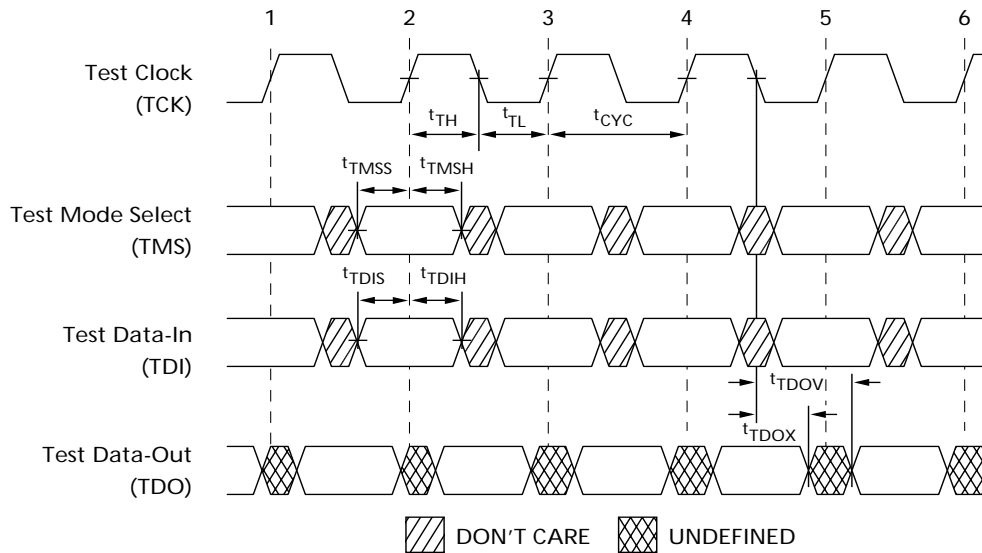 1 2 3 4 5 6
Test Clock
(TCK)
tTH tTL tCYC
tTMSS tTMSH
Test Mode Select
(TMS)
tTDIS tTDIH
Test Data-In
(TDI)
tTDOV
tTDOX
Test Data-Out
(TDO)
DON'T CARE UNDEFINED